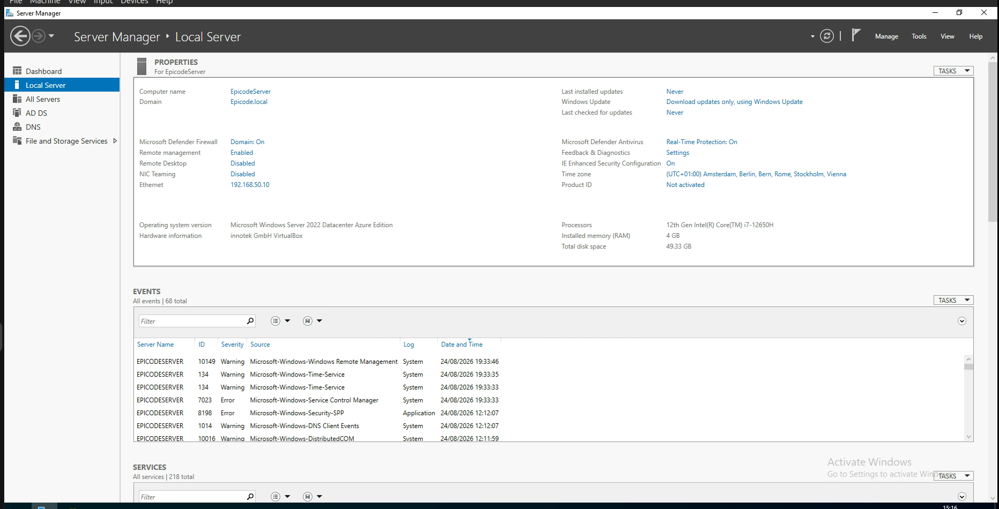 File Machine View Input Devices Help
Server Manager
Server Manager ‣ Local Server
Manage Tools View Help
Dashboard
Local Server
All Servers
AD DS
DNS
File and Storage Services
PROPERTIES
For EpicodeServer
TASKS
Computer name EpicodeServer
Domain Epicode.local
Last installed updates Never
Windows Update Download updates only, using Windows Update
Last checked for updates Never
Microsoft Defender Firewall Domain: On
Remote management Enabled
Remote Desktop Disabled
NIC Teaming Disabled
Ethernet 192.168.50.10
Microsoft Defender Antivirus Real-Time Protection: On
Feedback & Diagnostics Settings
IE Enhanced Security Configuration On
Time zone (UTC+01:00) Amsterdam, Berlin, Bern, Rome, Stockholm, Vienna
Product ID Not activated
Operating system version Microsoft Windows Server 2022 Datacenter Azure Edition
Hardware information innotek GmbH VirtualBox
Processors 12th Gen Intel(R) Core(TM) i7-12650H
Installed memory (RAM) 4 GB
Total disk space 49.33 GB
EVENTS
All events | 68 total
TASKS
Filter
Server Name ID Severity Source Log Date and Time
EPICODESERVER 10149 Warning Microsoft-Windows-Windows Remote Management System 24/08/2026 19:33:46
EPICODESERVER 134 Warning Microsoft-Windows-Time-Service System 24/08/2026 19:33:35
EPICODESERVER 134 Warning Microsoft-Windows-Time-Service System 24/08/2026 19:33:33
EPICODESERVER 7023 Error Microsoft-Windows-Service Control Manager System 24/08/2026 19:33:33
EPICODESERVER 8198 Error Microsoft-Windows-Security-SPP Application 24/08/2026 12:12:07
EPICODESERVER 1014 Warning Microsoft-Windows-DNS Client Events System 24/08/2026 12:12:07
EPICODESERVER 10016 Warning Microsoft-Windows-DistributedCOM System 24/08/2026 12:11:59
SERVICES
All services | 218 total
Activate Windows
Go to Settings to activate Windows.
TASKS
Filter
15:16